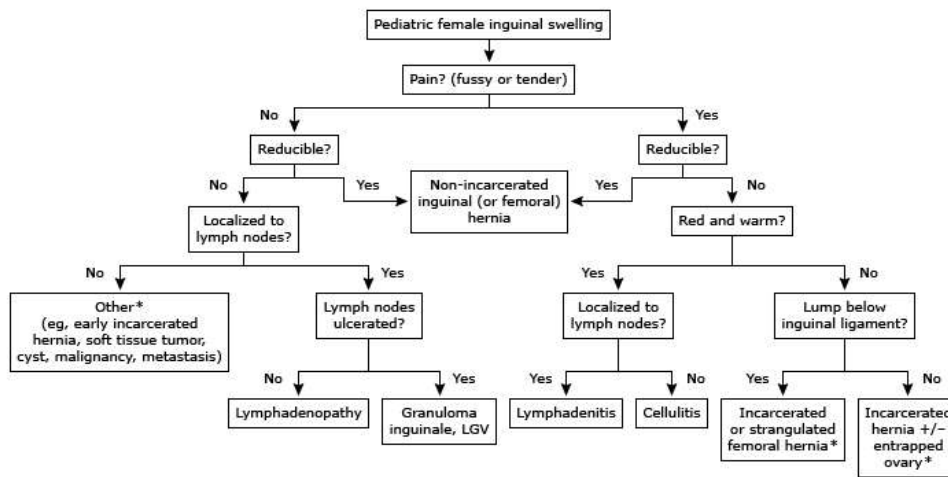 Pediatric female inguinal swelling
Pain? (fussy or tender)
No
Yes
Reducible?
Reducible?
No
Yes
Non-incarcerated
inguinal (or femoral)
hernia
Yes
No
Localized to
lymph nodes?
Red and warm?
No
Yes
Yes
No
Other*
(eg, early incarcerated
hernia, soft tissue tumor,
cyst, malignancy, metastasis)
Lymph nodes
ulcerated?
Localized to
lymph nodes?
Lump below
inguinal ligament?
No
Yes
Yes
No
Yes
No
Lymphadenopathy
Granuloma
inguinale, LGV
Lymphadenitis
Cellulitis
Incarcerated
or strangulated
femoral hernia*
Incarcerated
hernia +/–
entrapped
ovary*